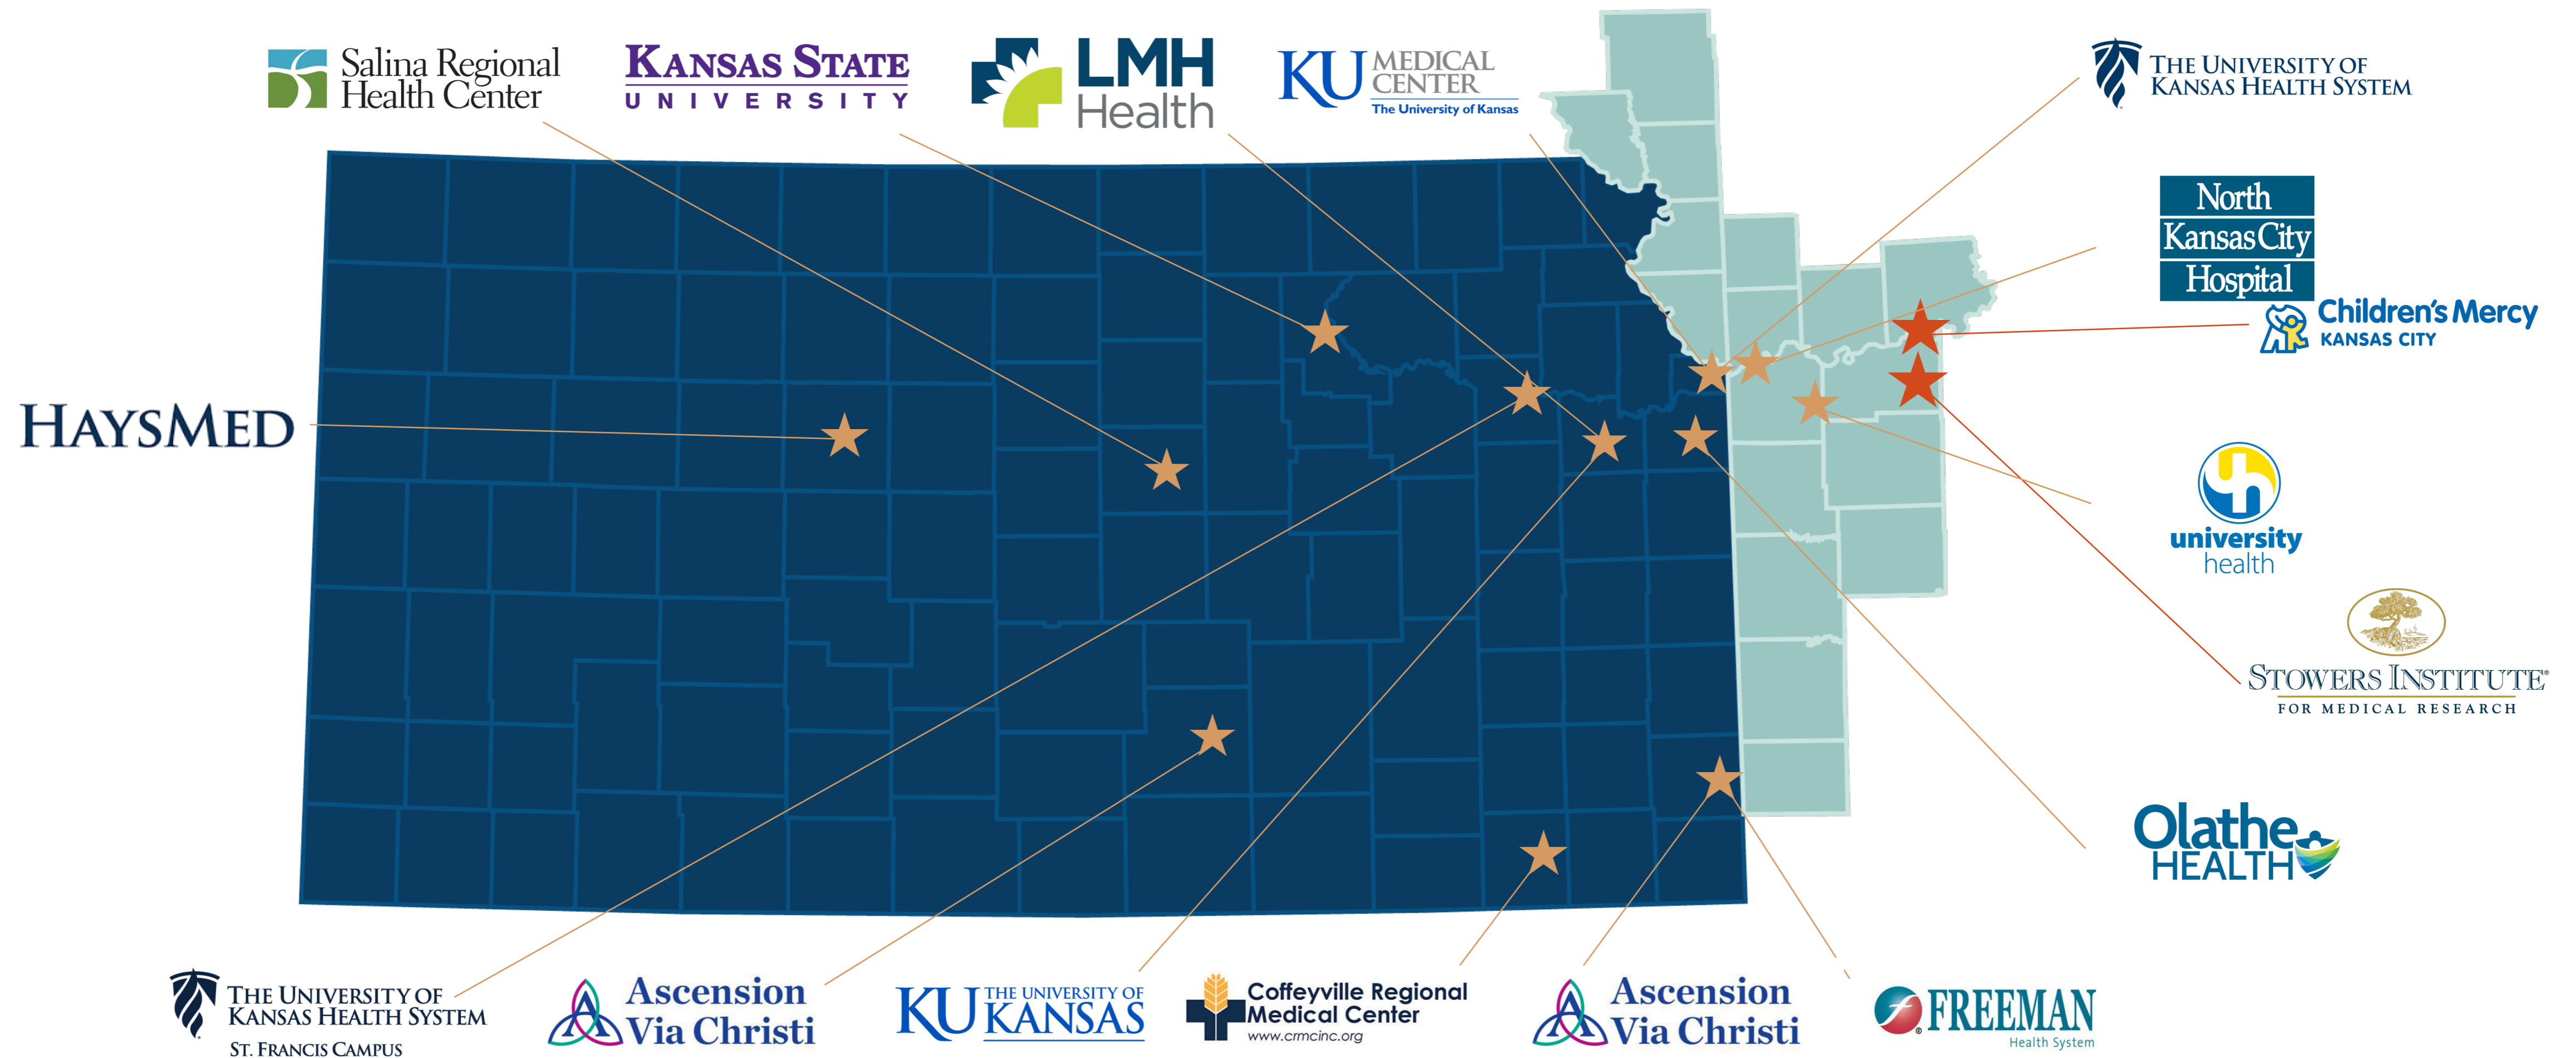 Salina Regional
Health Center
KANSAS STATE
UNIVERSITY
LMH
Health
KU MEDICAL
CENTER
The University of Kansas
THE UNIVERSITY OF
KANSAS HEALTH SYSTEM
North
Kansas City
Hospital
Children's Mercy
KANSAS CITY
HAYSMED
university
health
STOWERS INSTITUTE®
FOR MEDICAL RESEARCH
Olathe
HEALTH
THE UNIVERSITY OF
KANSAS HEALTH SYSTEM
ST. FRANCIS CAMPUS
Ascension
Via Christi
KU THE UNIVERSITY OF
KANSAS
Coffeyville Regional
Medical Center
www.crmcinc.org
Ascension
Via Christi
FREEMAN
Health System